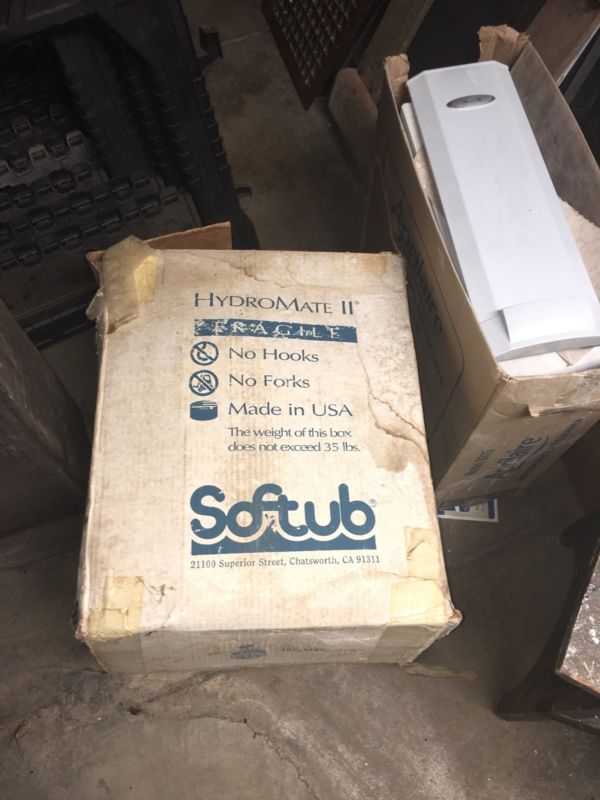 HYDROMATE II®
FRAGILE
No Hooks
No Forks
Made in USA
The weight of this box
does not exceed 35 lbs.
Softub®
21100 Superior Street, Chatsworth, CA 91311
Aprilaire